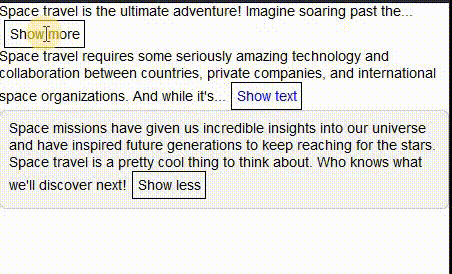 Space travel is the ultimate adventure! Imagine soaring past the...
Show more
Space travel requires some seriously amazing technology and
collaboration between countries, private companies, and international
space organizations. And while it's... Show text
Space missions have given us incredible insights into our universe
and have inspired future generations to keep reaching for the stars.
Space travel is a pretty cool thing to think about. Who knows what
we'll discover next! Show less